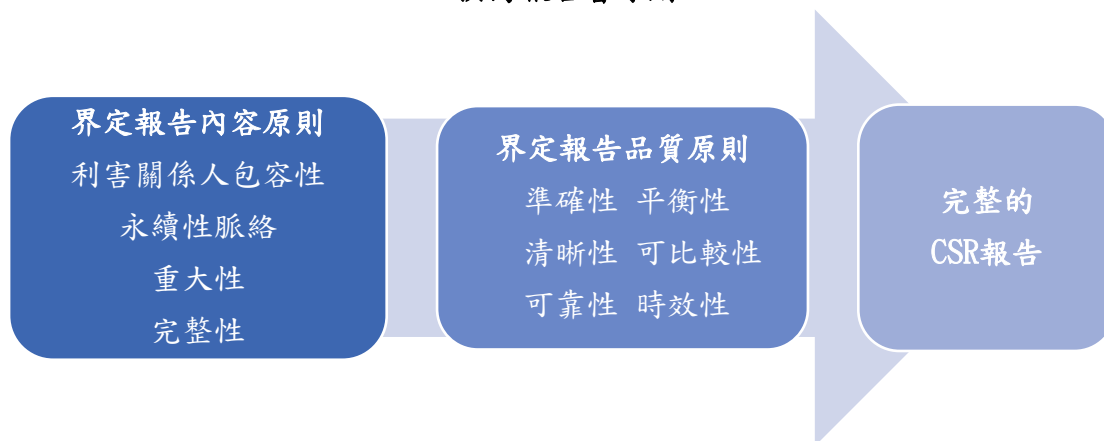 界定報告內容原則
利害關係人包容性
永續性脈絡
重大性
完整性
界定報告品質原則
準確性 平衡性
清晰性 可比較性
可靠性 時效性
完整的
CSR報告